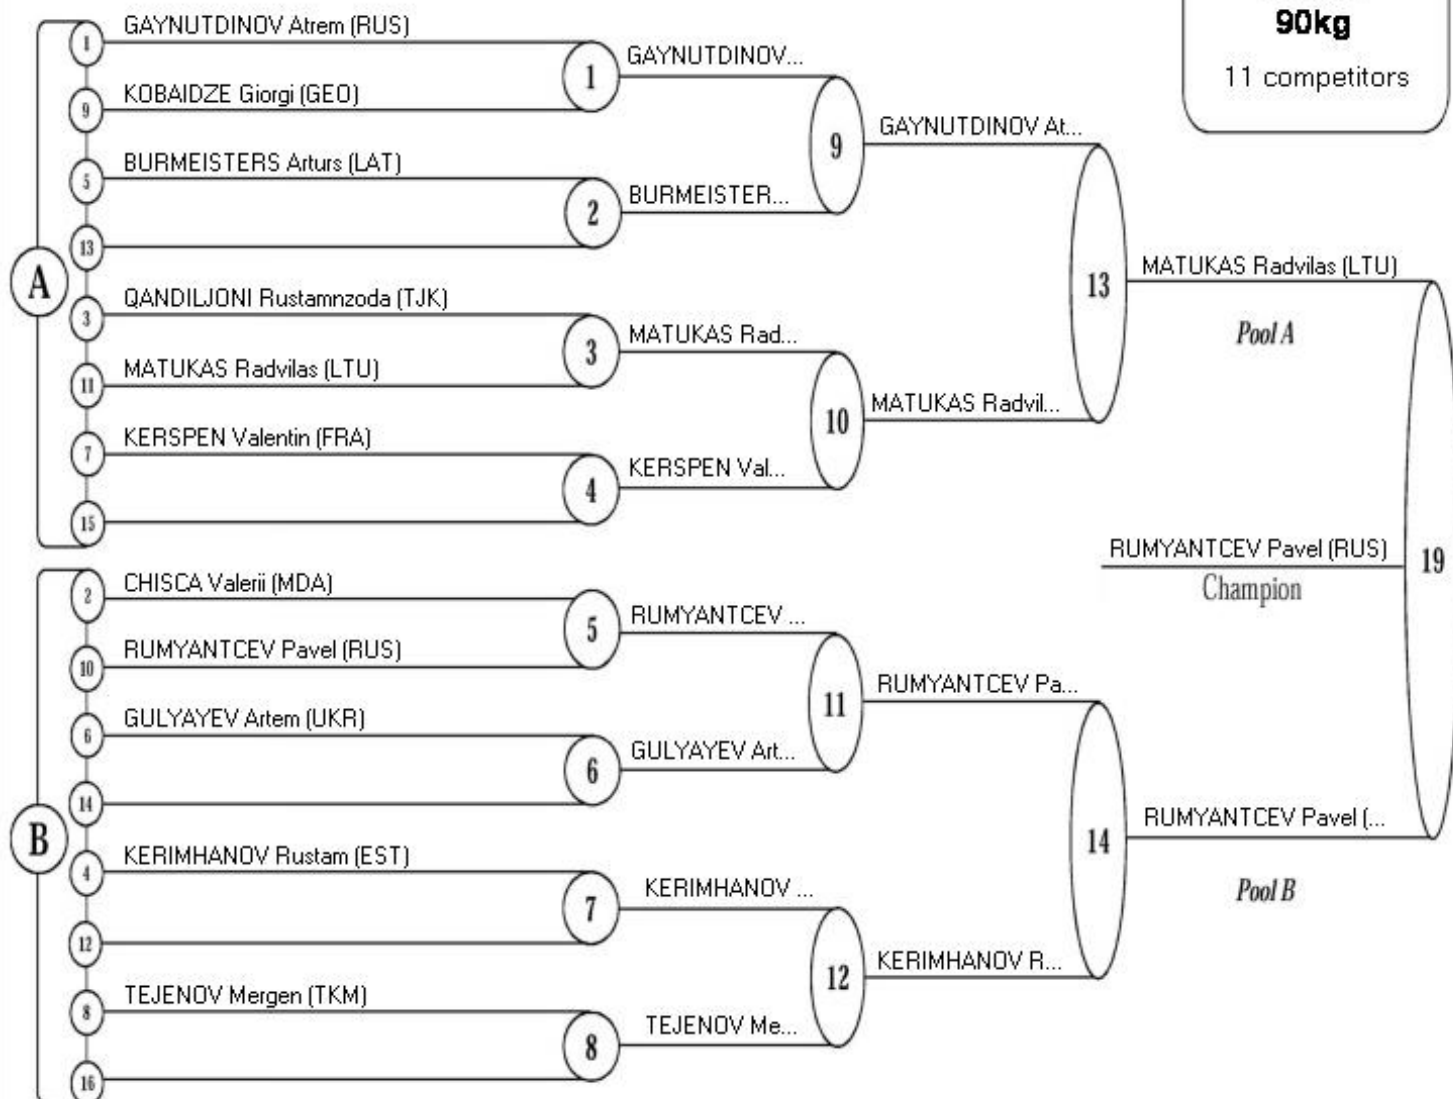 90kg
11 competitors
A
1
GAYNUTDINOV Atrem (RUS)
9
KOBAIDZE Giorgi (GEO)
5
BURMEISTERS Arturs (LAT)
13
3
QANDILJONI Rustamnzoda (TJK)
11
MATUKAS Radvilas (LTU)
7
KERSPEN Valentin (FRA)
15
1
2
3
4
GAYNUTDINOV...
BURMEISTER...
MATUKAS Rad...
KERSPEN Val...
9
10
GAYNUTDINOV At...
MATUKAS Radvil...
13
MATUKAS Radvilas (LTU)
Pool A
B
2
CHISCA Valerii (MDA)
10
RUMYANTCEV Pavel (RUS)
6
GULYAYEV Artem (UKR)
14
4
KERIMHANOV Rustam (EST)
12
8
TEJENOV Mergen (TKM)
16
5
6
7
8
RUMYANTCEV ...
GULYAYEV Art...
KERIMHANOV ...
TEJENOV Me...
11
12
RUMYANTCEV Pa...
KERIMHANOV R...
14
RUMYANTCEV Pavel (...
Pool B
RUMYANTCEV Pavel (RUS)
Champion
19